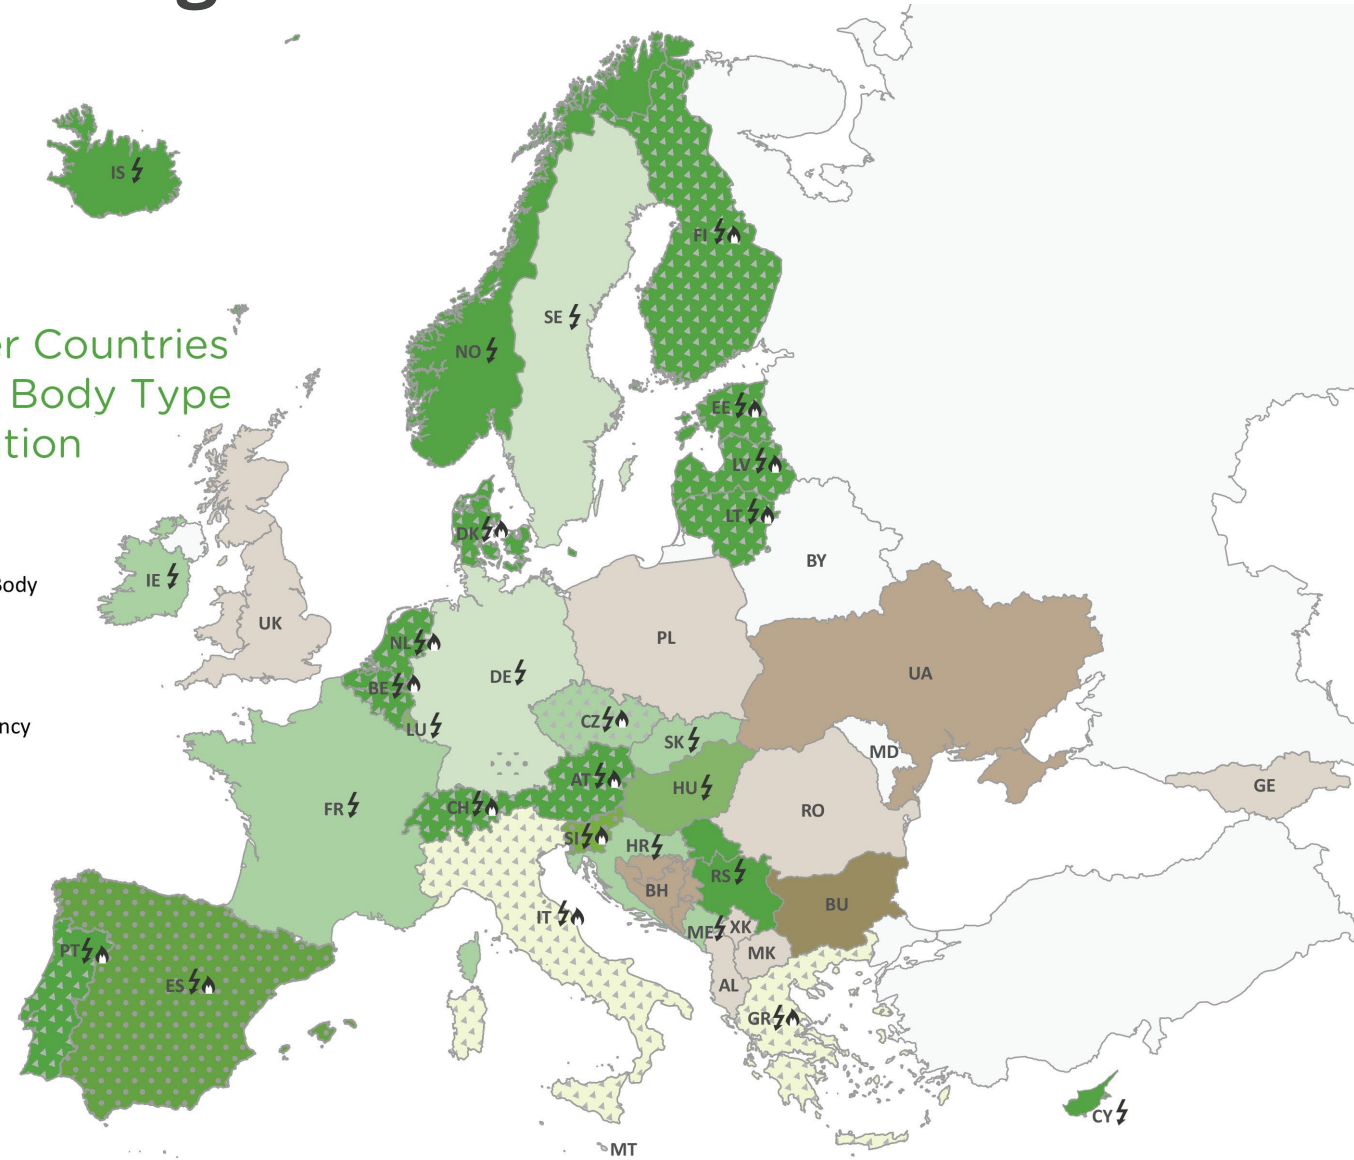 g
IS
FI
SE
er Countries
NO
Body Type
tion
EE
LV
LT
DK
BY
IE
Body
UK
PL
NL
UA
DE
BE
CZ
ncy
LU
SK
MD
AT
HU
GE
FR
CH
RO
SI
HR
RS
BH
BU
IT
ME
XK
PT
MK
ES
AL
GR
CY
MT